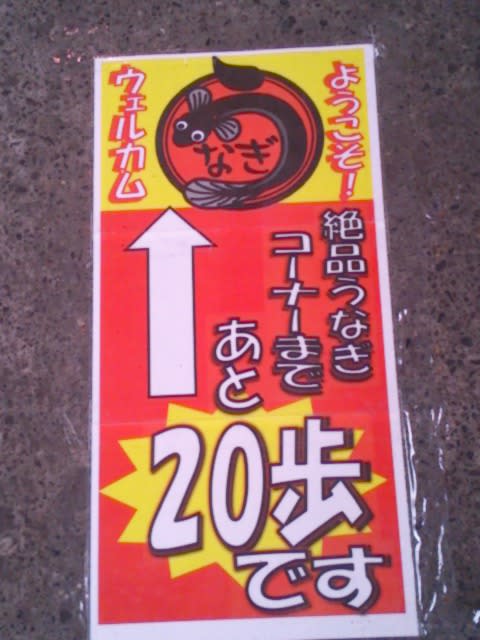 ようこそ!
うなぎ
ウェルカム
絶品うなぎ
コーナーまで
あと
20歩
です